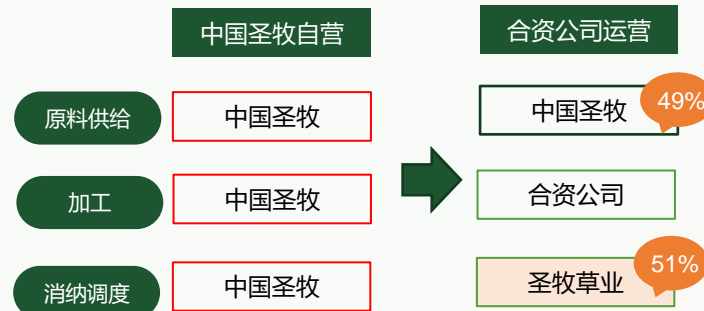 中国圣牧自营
合资公司运营
原料供给
中国圣牧
中国圣牧
49%
加工
中国圣牧
合资公司
消纳调度
中国圣牧
圣牧草业
51%